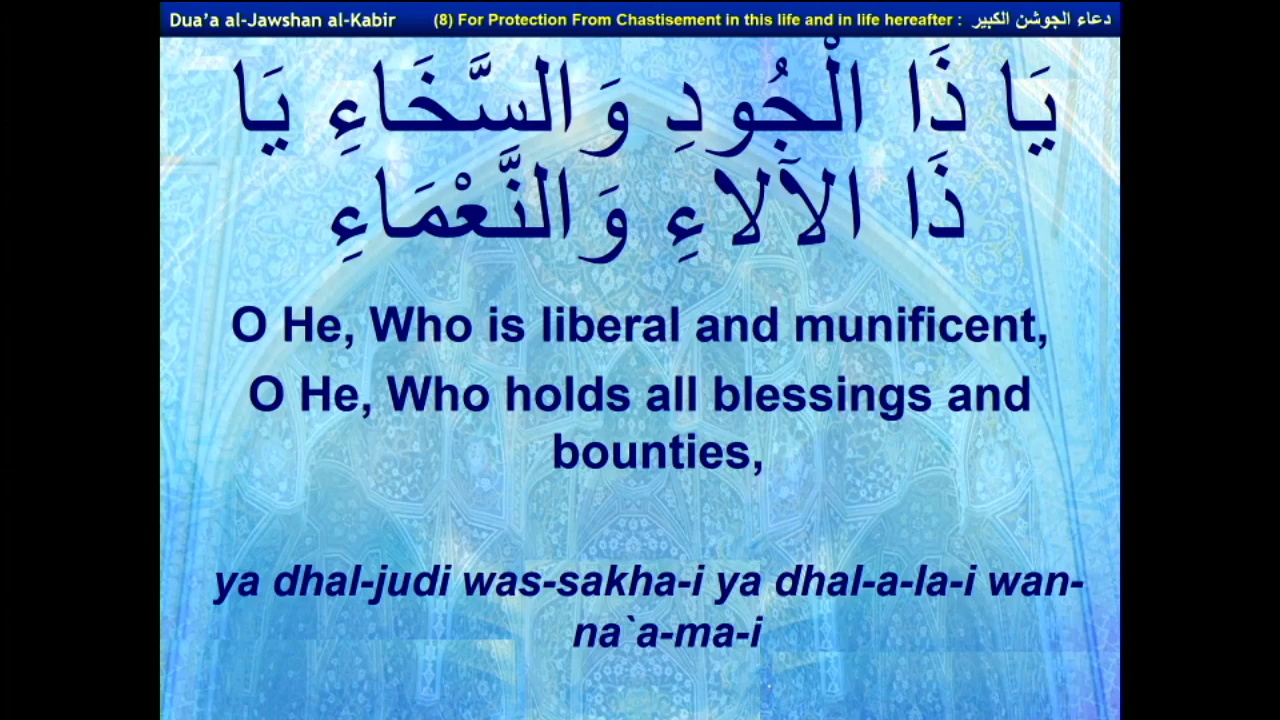 Dua’a al-Jawshan al-Kabir (8) For Protection From Chastisement in this life and in life hereafter : دعاء الجوشن الكبير
يَا ذَا الْجُودِ وَالسَّخَاءِ يَا
ذَا الآلاءِ وَالنَّعْمَاءِ
O He, Who is liberal and munificent,
O He, Who holds all blessings and
bounties,
ya dhal-judi was-sakha-i ya dhal-a-la-i wan-
na`a-ma-i